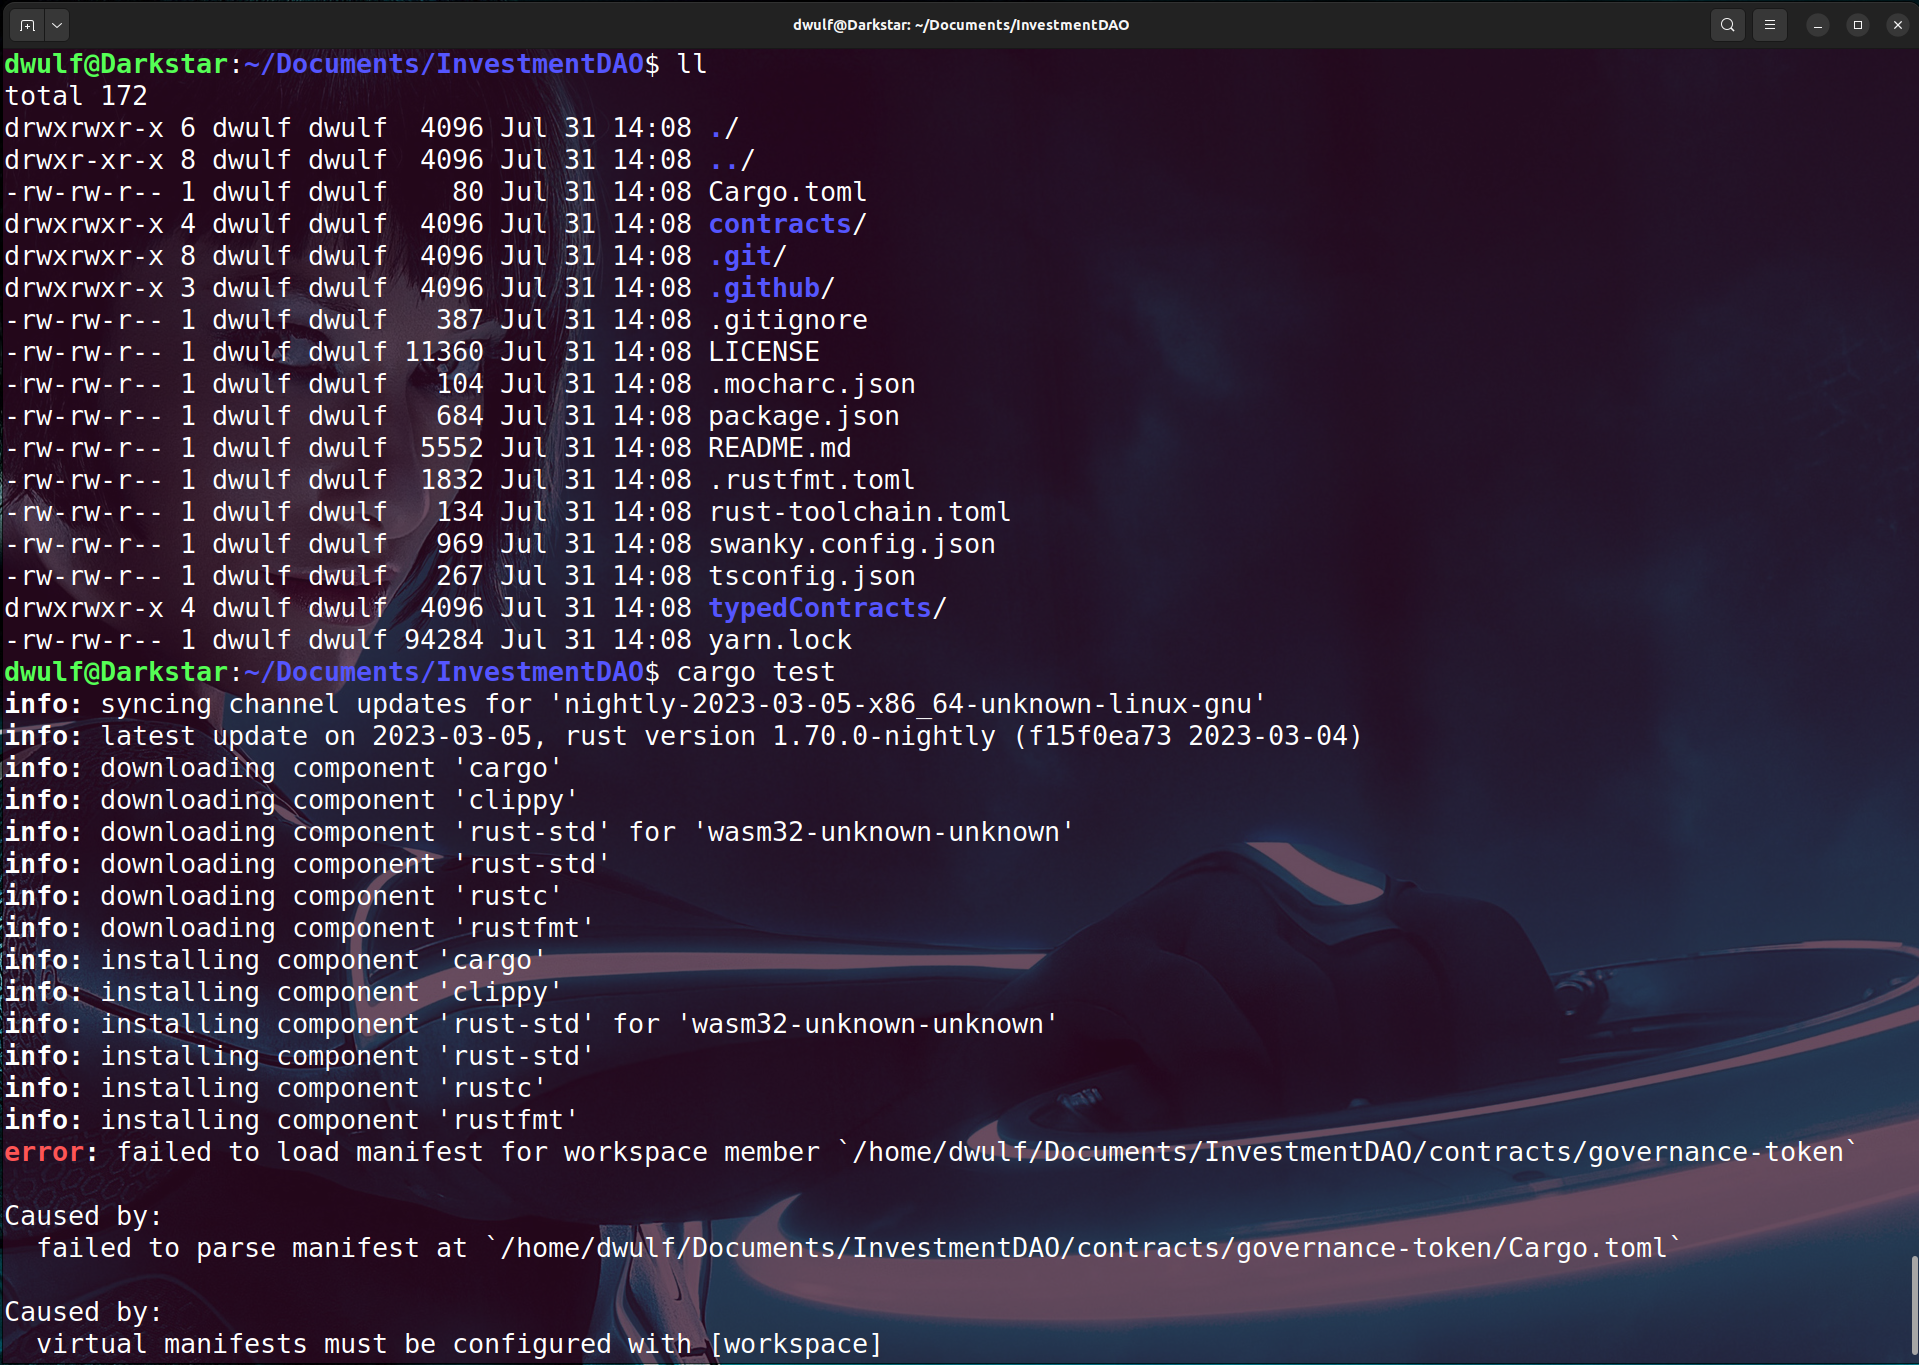 dwulf@Darkstar: ~/Documents/InvestmentDAO
dwulf@Darkstar:~/Documents/InvestmentDAO$ ll
total 172
drwxrwxr-x 6 dwulf dwulf  4096 Jul 31 14:08 ./
drwxr-xr-x 8 dwulf dwulf  4096 Jul 31 14:08 ../
-rw-rw-r-- 1 dwulf dwulf    80 Jul 31 14:08 Cargo.toml
drwxrwxr-x 4 dwulf dwulf  4096 Jul 31 14:08 contracts/
drwxrwxr-x 8 dwulf dwulf  4096 Jul 31 14:08 .git/
drwxrwxr-x 3 dwulf dwulf  4096 Jul 31 14:08 .github/
-rw-rw-r-- 1 dwulf dwulf   387 Jul 31 14:08 .gitignore
-rw-rw-r-- 1 dwulf dwulf 11360 Jul 31 14:08 LICENSE
-rw-rw-r-- 1 dwulf dwulf   104 Jul 31 14:08 .mocharc.json
-rw-rw-r-- 1 dwulf dwulf   684 Jul 31 14:08 package.json
-rw-rw-r-- 1 dwulf dwulf  5552 Jul 31 14:08 README.md
-rw-rw-r-- 1 dwulf dwulf  1832 Jul 31 14:08 .rustfmt.toml
-rw-rw-r-- 1 dwulf dwulf   134 Jul 31 14:08 rust-toolchain.toml
-rw-rw-r-- 1 dwulf dwulf   969 Jul 31 14:08 swanky.config.json
-rw-rw-r-- 1 dwulf dwulf   267 Jul 31 14:08 tsconfig.json
drwxrwxr-x 4 dwulf dwulf  4096 Jul 31 14:08 typedContracts/
-rw-rw-r-- 1 dwulf dwulf 94284 Jul 31 14:08 yarn.lock
dwulf@Darkstar:~/Documents/InvestmentDAO$ cargo test
info: syncing channel updates for 'nightly-2023-03-05-x86_64-unknown-linux-gnu'
info: latest update on 2023-03-05, rust version 1.70.0-nightly (f15f0ea73 2023-03-04)
info: downloading component 'cargo'
info: downloading component 'clippy'
info: downloading component 'rust-std' for 'wasm32-unknown-unknown'
info: downloading component 'rust-std'
info: downloading component 'rustc'
info: downloading component 'rustfmt'
info: installing component 'cargo'
info: installing component 'clippy'
info: installing component 'rust-std' for 'wasm32-unknown-unknown'
info: installing component 'rust-std'
info: installing component 'rustc'
info: installing component 'rustfmt'
error: failed to load manifest for workspace member `/home/dwulf/Documents/InvestmentDAO/contracts/governance-token`
Caused by:
  failed to parse manifest at `/home/dwulf/Documents/InvestmentDAO/contracts/governance-token/Cargo.toml`
Caused by:
  virtual manifests must be configured with [workspace]